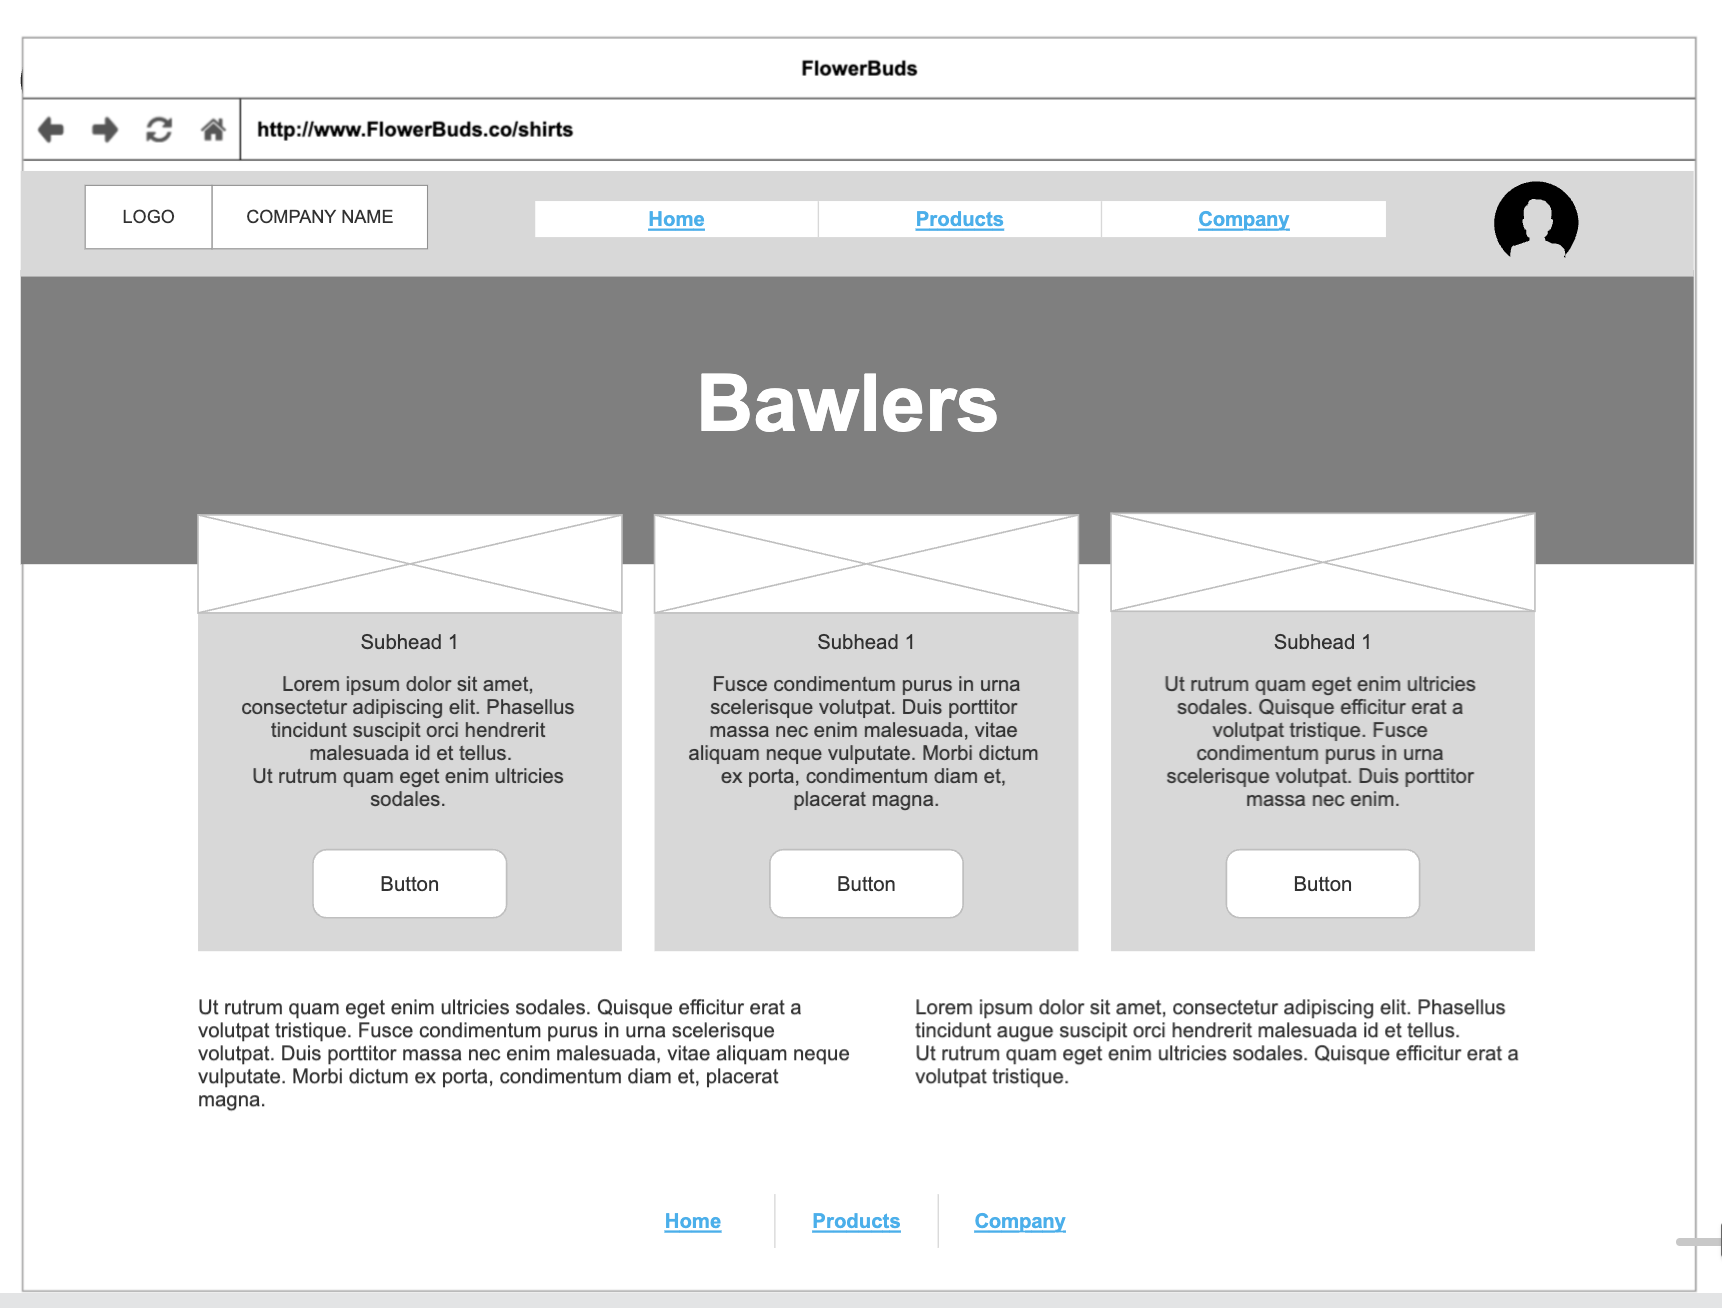 FlowerBuds
http://www.FlowerBuds.co/shirts
LOGO
COMPANY NAME
Home
Products
Company
Bawlers
Subhead 1
Lorem ipsum dolor sit amet,
consectetur adipiscing elit. Phasellus
tincidunt suscipit orci hendrerit
malesuada id et tellus.
Ut rutrum quam eget enim ultricies
sodales.
Button
Subhead 1
Fusce condimentum purus in urna
scelerisque volutpat. Duis porttitor
massa nec enim malesuada, vitae
aliquam neque vulputate. Morbi dictum
ex porta, condimentum diam et,
placerat magna.
Button
Subhead 1
Ut rutrum quam eget enim ultricies
sodales. Quisque efficitur erat a
volutpat tristique. Fusce
condimentum purus in urna
scelerisque volutpat. Duis porttitor
massa nec enim.
Button
Ut rutrum quam eget enim ultricies sodales. Quisque efficitur erat a
volutpat tristique. Fusce condimentum purus in urna scelerisque
volutpat. Duis porttitor massa nec enim malesuada, vitae aliquam neque
vulputate. Morbi dictum ex porta, condimentum diam et, placerat
magna.
Lorem ipsum dolor sit amet, consectetur adipiscing elit. Phasellus
tincidunt augue suscipit orci hendrerit malesuada id et tellus.
Ut rutrum quam eget enim ultricies sodales. Quisque efficitur erat a
volutpat tristique.
Home
Products
Company